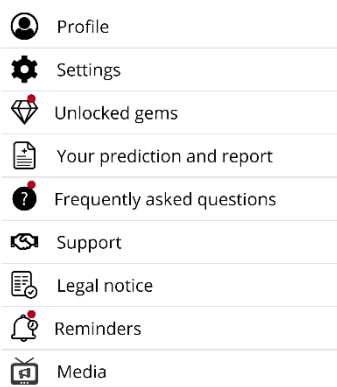 Profile
Settings
Unlocked gems
Your prediction and report
Frequently asked questions
Support
Legal notice
Reminders
Media